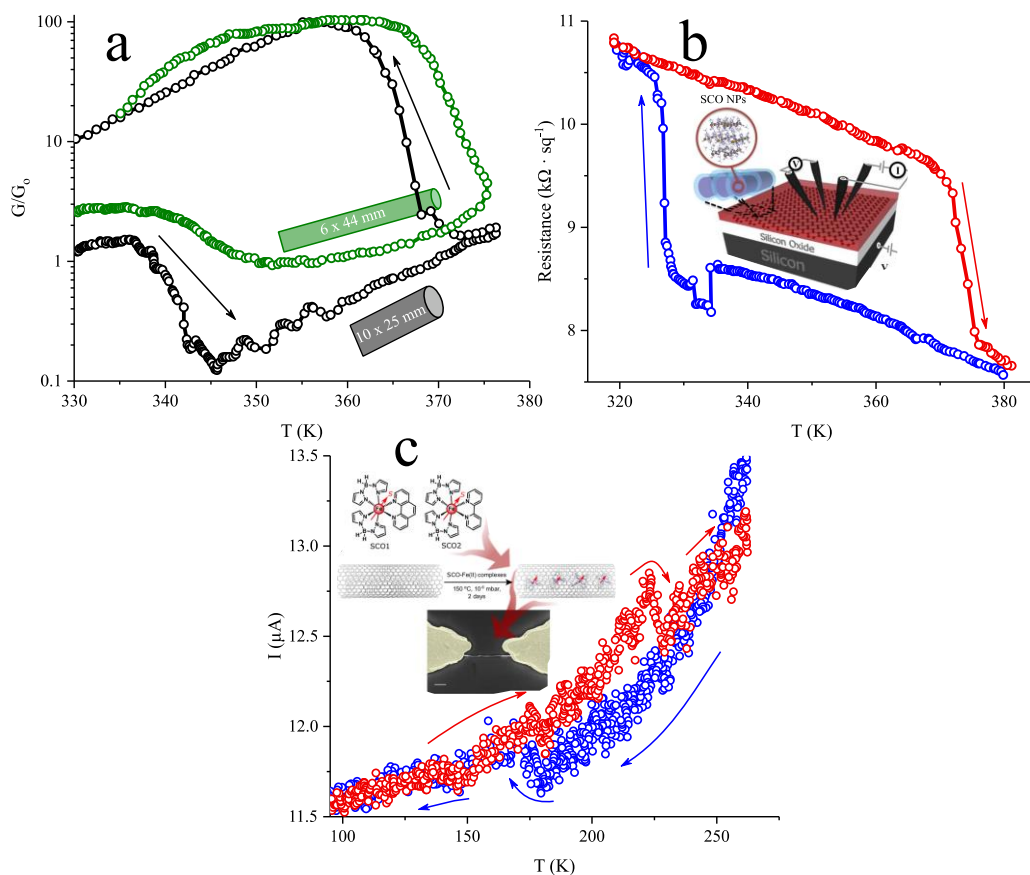 a
100
10
1
0.1
G/G₀
330
340
350
360
370
380
T (K)
6 x 44 mm
10 x 25 mm
b
11
10
9
8
Resistance (kΩ · sq⁻¹)
320
340
360
380
T (K)
SCO NPs
V
I
Silicon Oxide
Silicon
V
c
13.5
13.0
12.5
12.0
11.5
I (µA)
100
150
200
250
T (K)
SCO1
SCO2
SCO-Fe(II) complexes
150 ºC, 10⁻⁶ mbar,
2 days